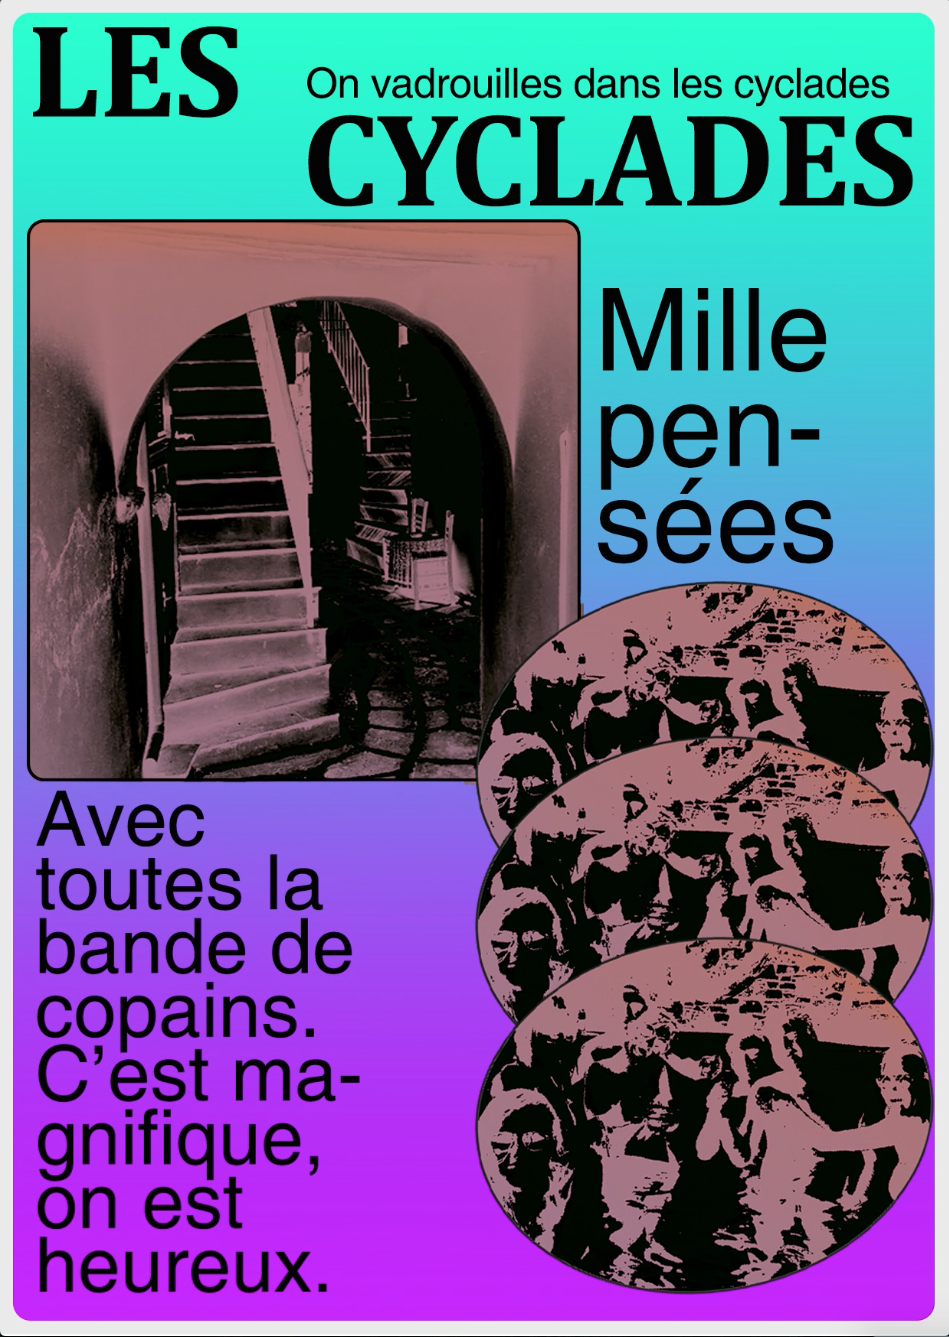 LES
On vadrouilles dans les cyclades
CYCLADES
Mille
pen-
sées
Avec
toutes la
bande de
copains.
C’est ma-
gnifique,
on est
heureux.